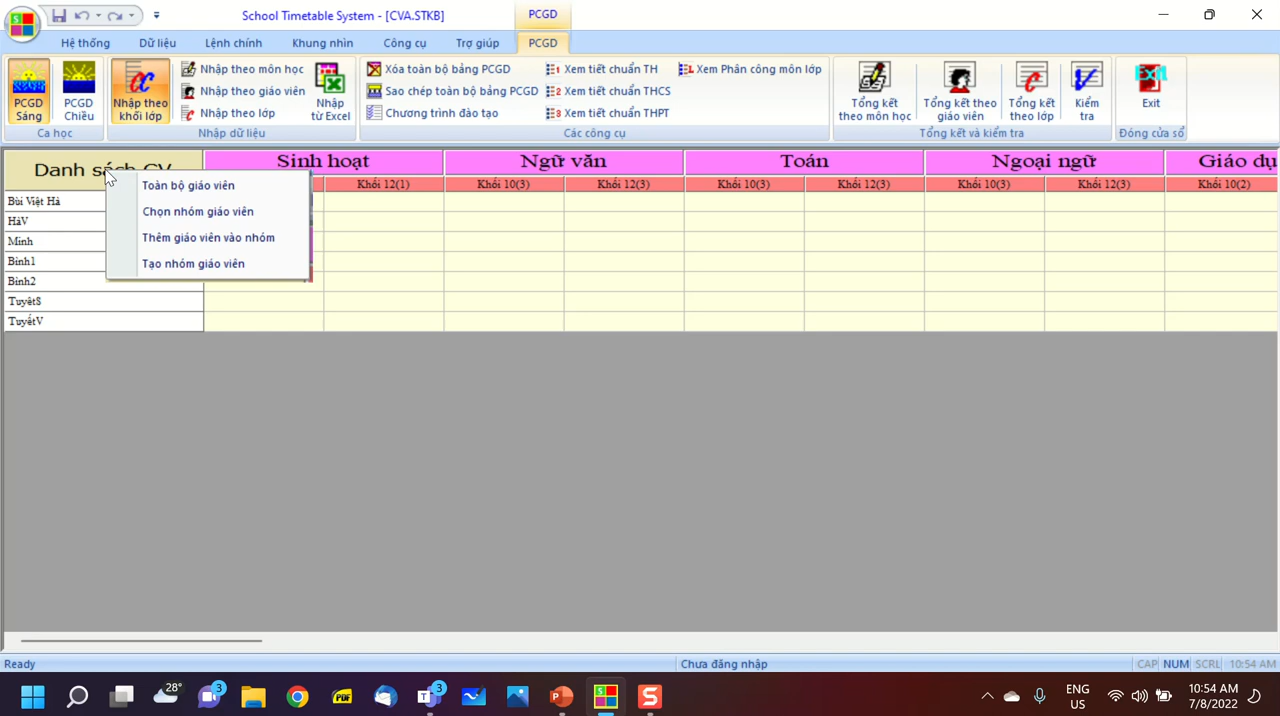 School Timetable System - [CVA.STKB]
PCGD
Hệ thống Dữ liệu Lệnh chính Khung nhìn Công cụ Trợ giúp PCGD
PCGD Sáng
PCGD Chiều
Ca học
Nhập theo khối lớp
Nhập theo môn học
Nhập theo giáo viên
Nhập theo lớp
Nhập từ Excel
Nhập dữ liệu
Xóa toàn bộ bảng PCGD
Sao chép toàn bộ bảng PCGD
Chương trình đào tạo
Xem tiết chuẩn TH
Xem tiết chuẩn THCS
Xem tiết chuẩn THPT
Xem Phân công môn lớp
Các công cụ
Tổng kết theo môn học
Tổng kết theo giáo viên
Tổng kết theo lớp
Kiểm tra
Tổng kết và kiểm tra
Exit
Đóng cửa sổ
Danh sách GV Sinh hoạt Ngữ văn Toán Ngoại ngữ Giáo dụ
Khối 12(1) Khối 10(3) Khối 12(3) Khối 10(3) Khối 12(3) Khối 10(3) Khối 12(3) Khối 10(2)
Bùi Việt Hà
HàV
Minh
Bình1
Bình2
TuyếtS
TuyếtV
Toàn bộ giáo viên
Chọn nhóm giáo viên
Thêm giáo viên vào nhóm
Tạo nhóm giáo viên
Ready Chưa đăng nhập CAP NUM SCRL 10:54 AM
28° 3 PDF 3 ENG US 10:54 AM 7/8/2022